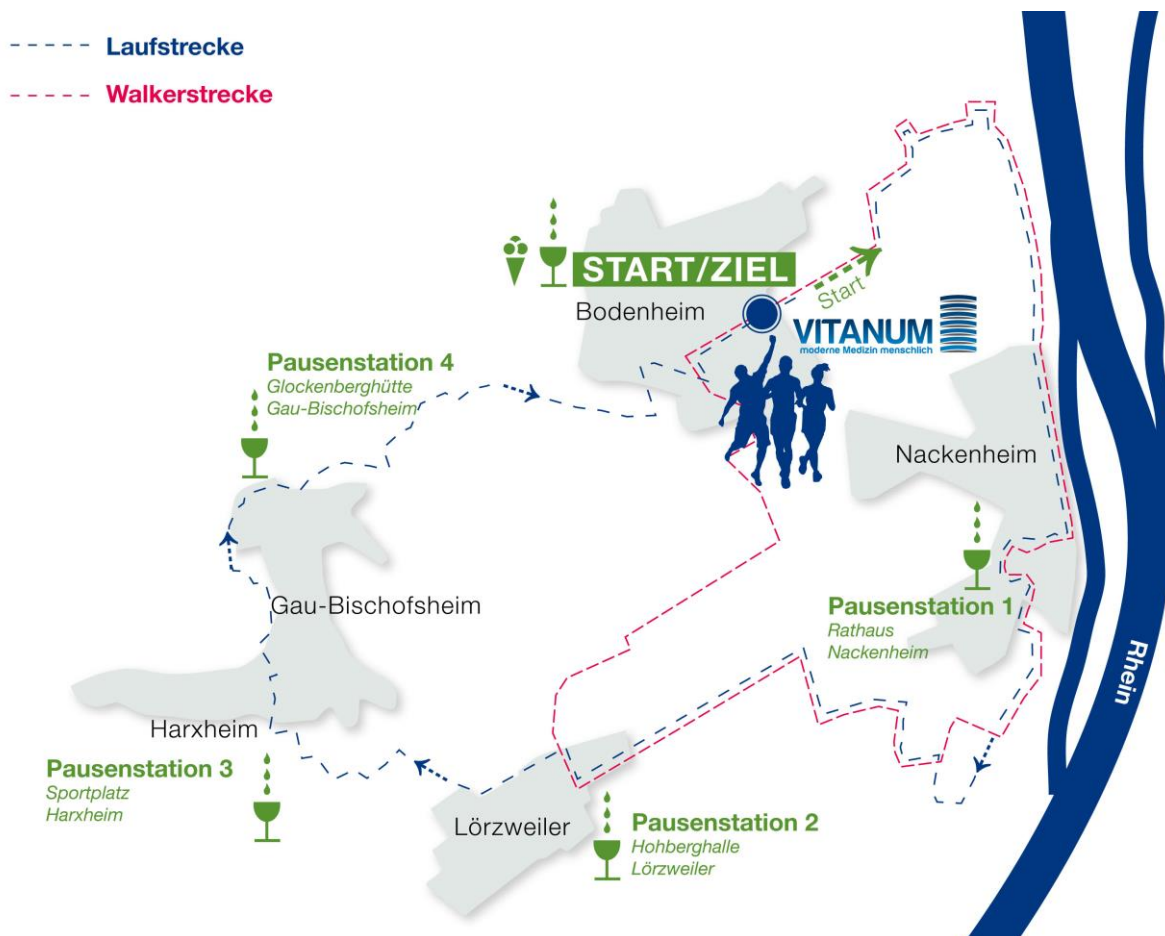 Laufstrecke
Walkerstrecke
START/ZIEL
Bodenheim
Start
VITANUM
moderne Medizin menschlich
Pausenstation 4
Glockenberghütte
Gau-Bischofsheim
Nackenheim
Gau-Bischofsheim
Pausenstation 1
Rathaus
Nackenheim
Rhein
Harxheim
Pausenstation 3
Sportplatz
Harxheim
Lörzweiler
Pausenstation 2
Hohberghalle
Lörzweiler